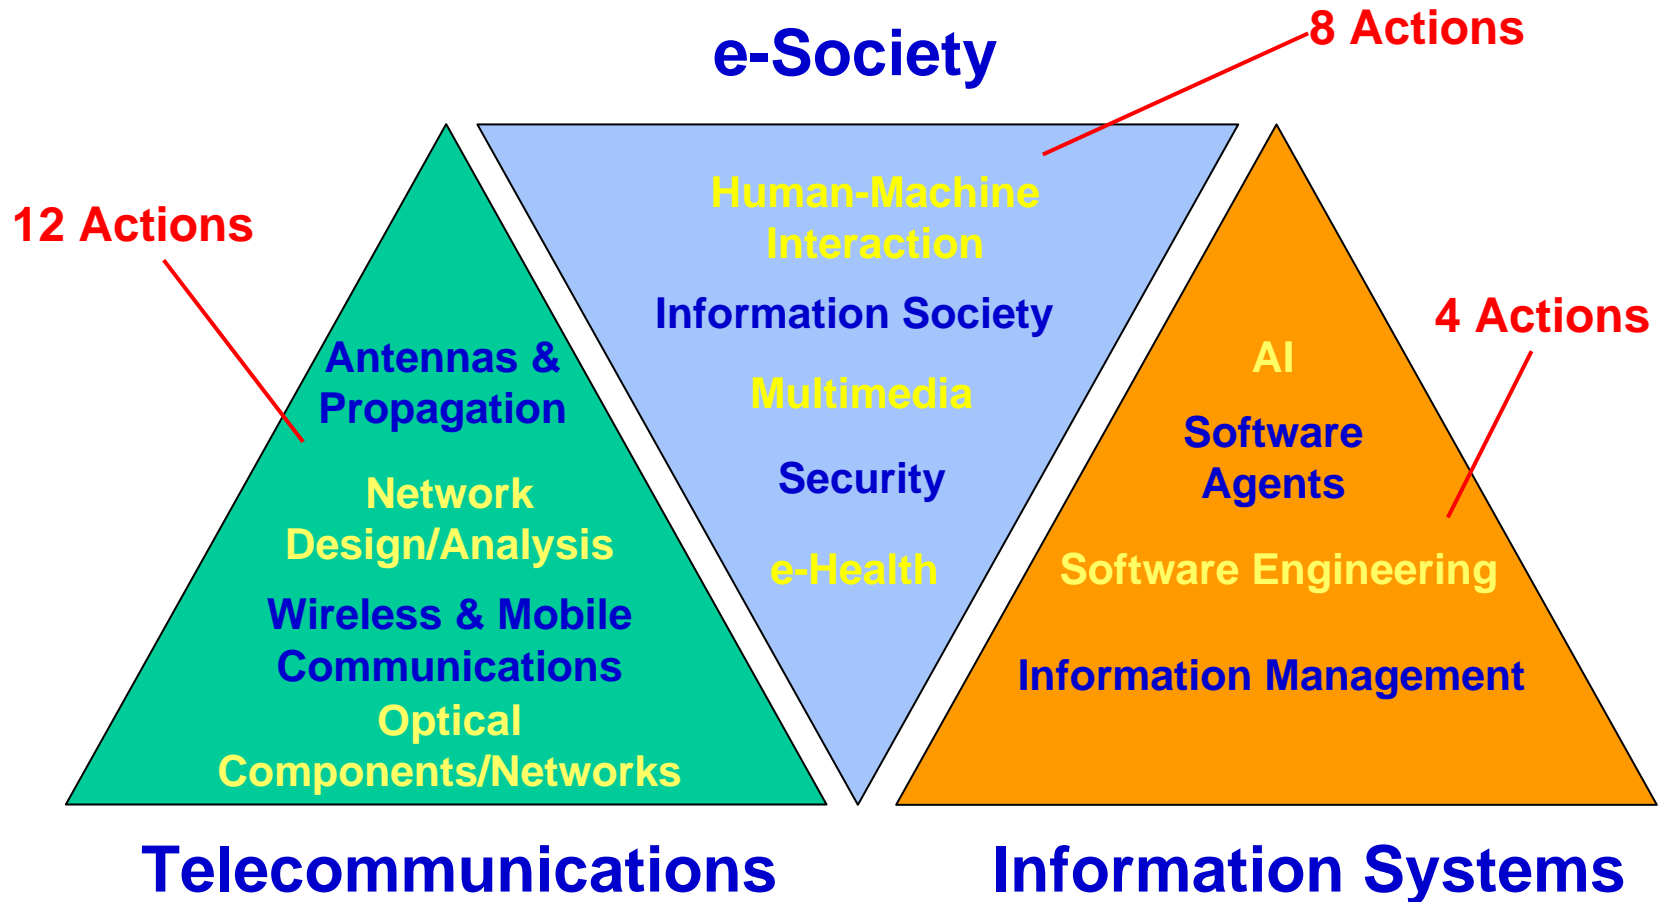 e-Society
8 Actions
12 Actions
4 Actions
Antennas &
Propagation
Network
Design/Analysis
Wireless & Mobile
Communications
Optical
Components/Networks
Human-Machine
Interaction
Information Society
Multimedia
Security
e-Health
AI
Software
Agents
Software Engineering
Information Management
Telecommunications
Information Systems